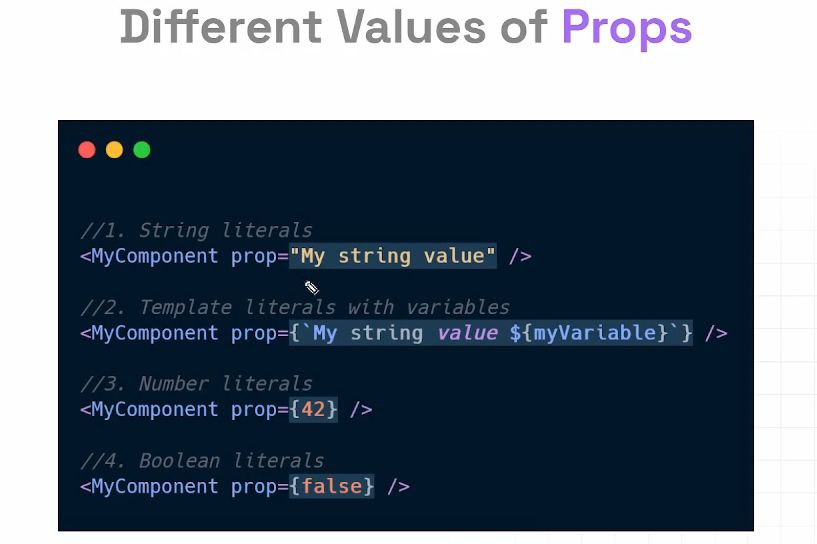 Different Values of Props
//1. String literals
<MyComponent prop="My string value" />
//2. Template literals with variables
<MyComponent prop={`My string value ${myVariable}`} />
//3. Number literals
<MyComponent prop={42} />
//4. Boolean literals
<MyComponent prop={false} />